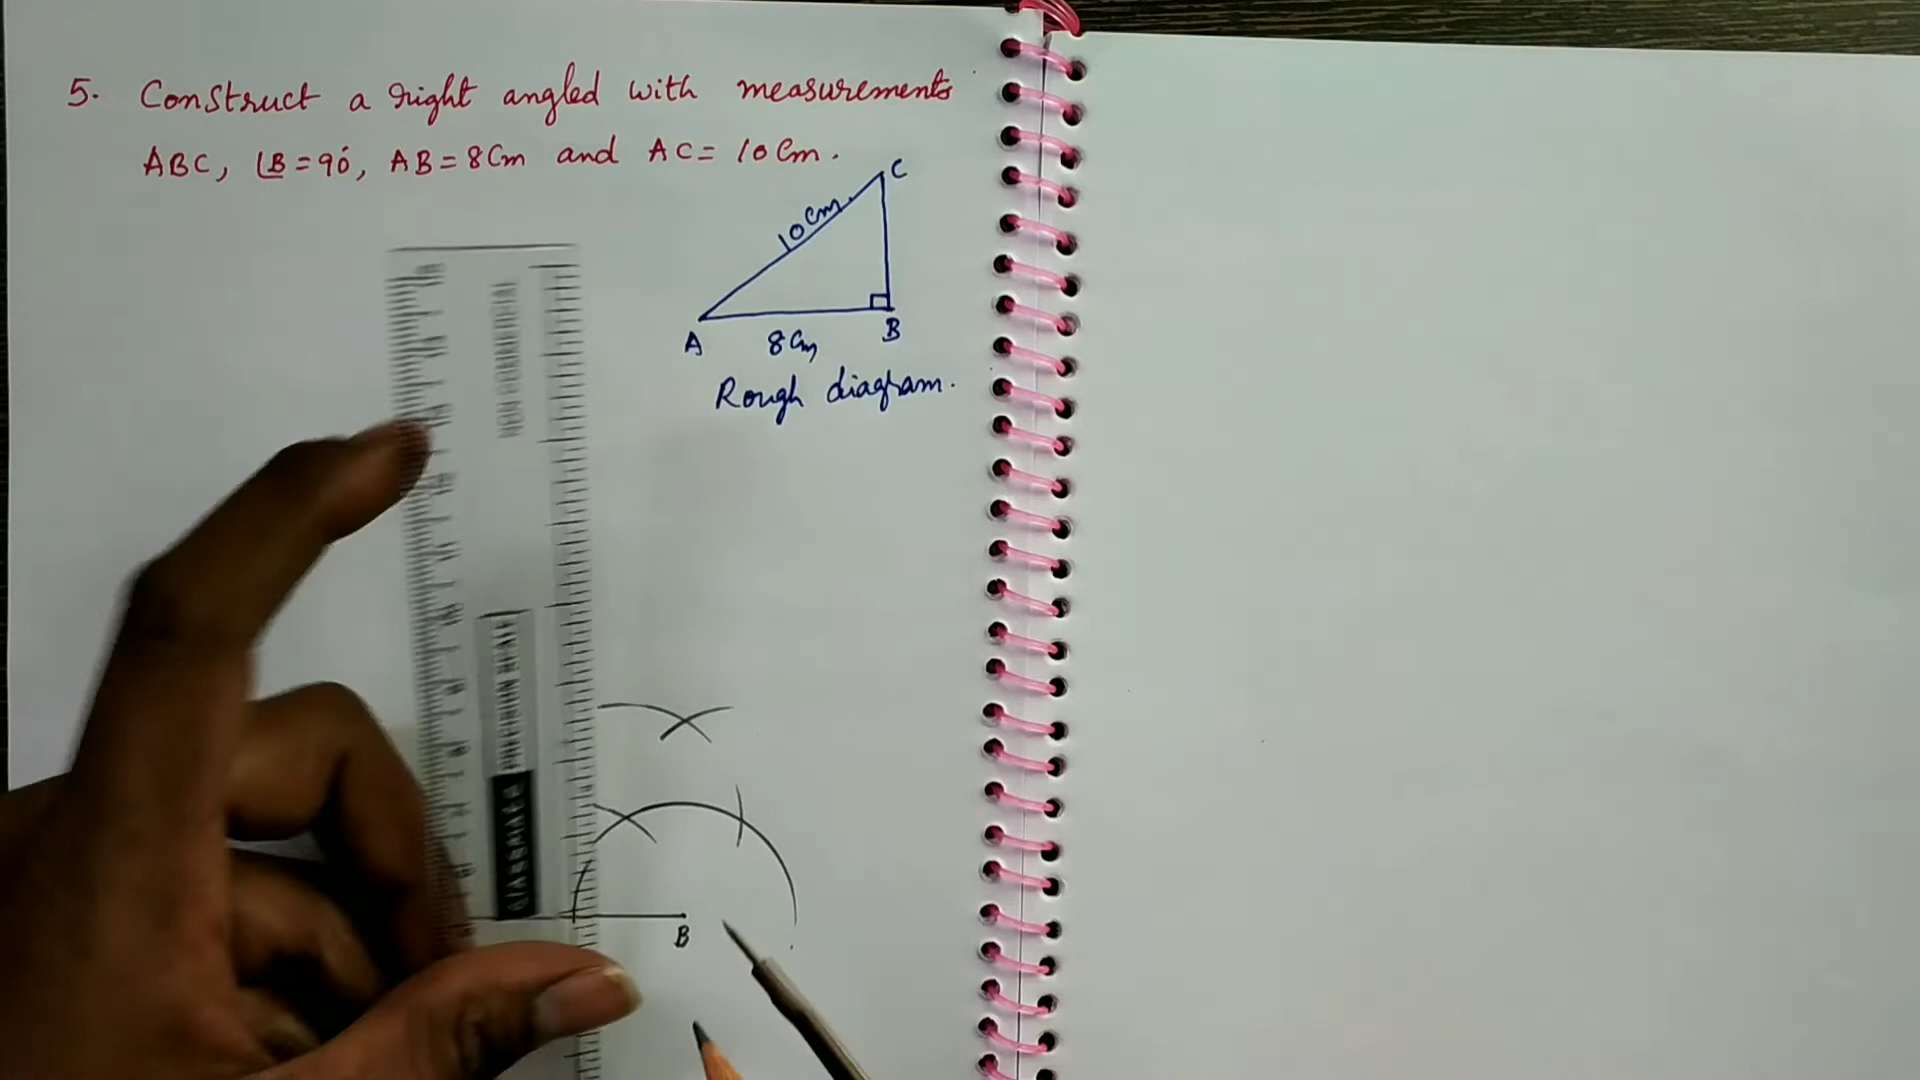 5. Construct a right angled with measurements
ABC, ∠B = 90°, AB = 8 Cm and AC = 10 Cm.
C
10 Cm
A
8 Cm
B
Rough diagram.
B